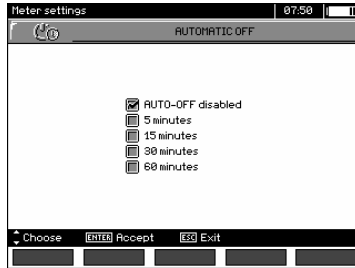 Meter settings 07:50
AUTOMATIC OFF
AUTO-OFF disabled
5 minutes
15 minutes
30 minutes
60 minutes
Choose ENTER Accept ESC Exit